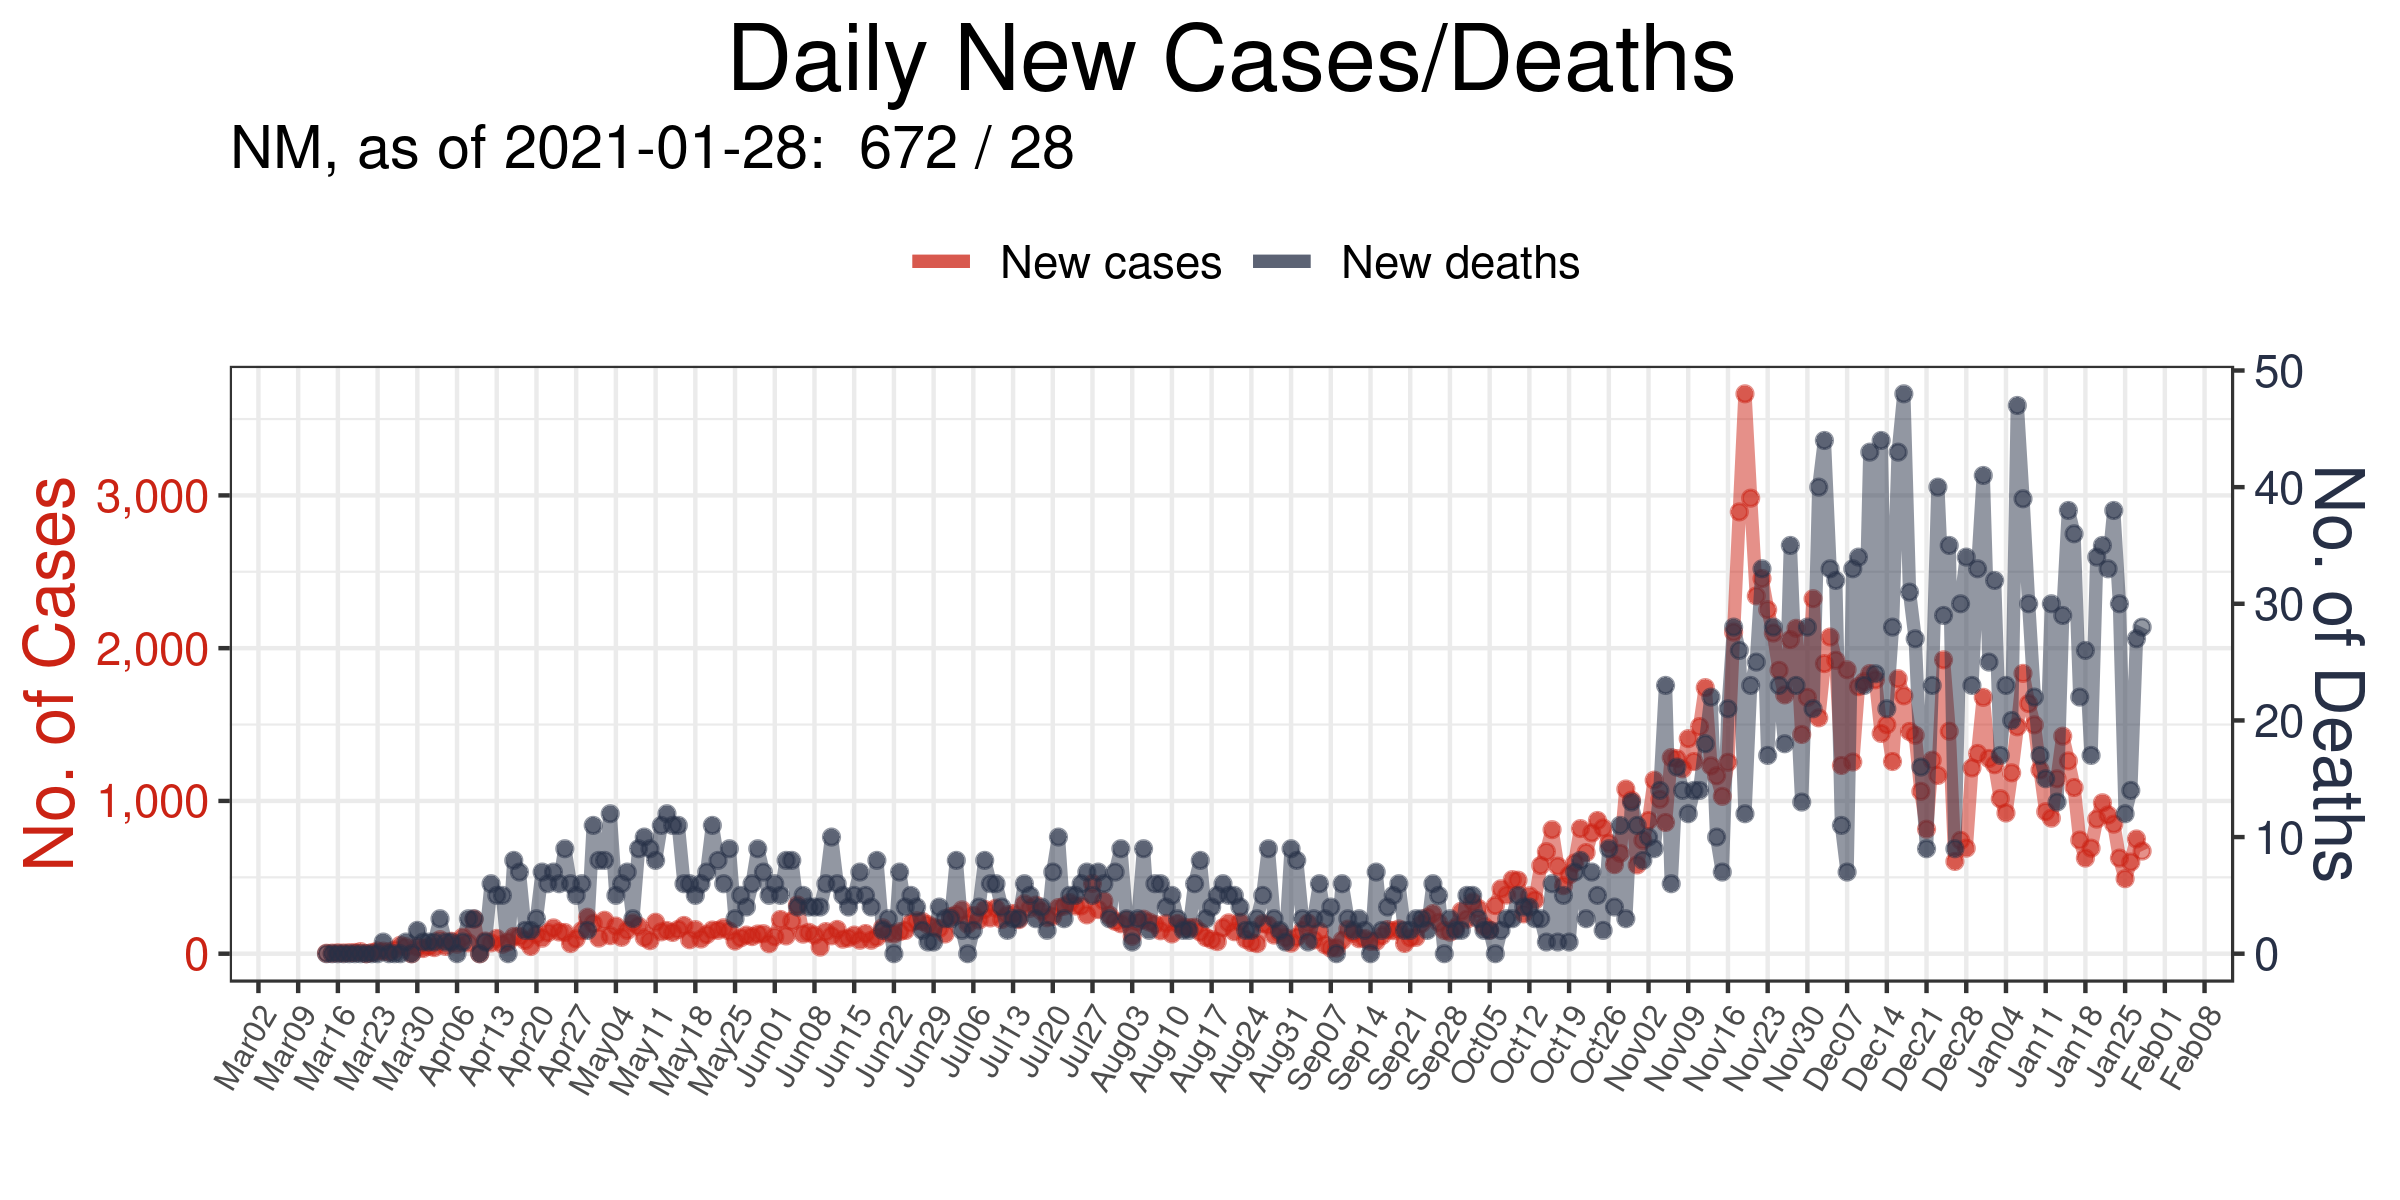 Daily New Cases/Deaths
NM, as of 2021-01-28: 672 / 28
New cases
New deaths
No. of Cases
3,000
2,000
1,000
0
50
40
30
20
10
0
No. of Deaths
Mar02
Mar09
Mar16
Mar23
Mar30
Apr06
Apr13
Apr20
Apr27
May04
May11
May18
May25
Jun01
Jun08
Jun15
Jun22
Jun29
Jul06
Jul13
Jul20
Jul27
Aug03
Aug10
Aug17
Aug24
Aug31
Sep07
Sep14
Sep21
Sep28
Oct05
Oct12
Oct19
Oct26
Nov02
Nov09
Nov16
Nov23
Nov30
Dec07
Dec14
Dec21
Dec28
Jan04
Jan11
Jan18
Jan25
Feb01
Feb08